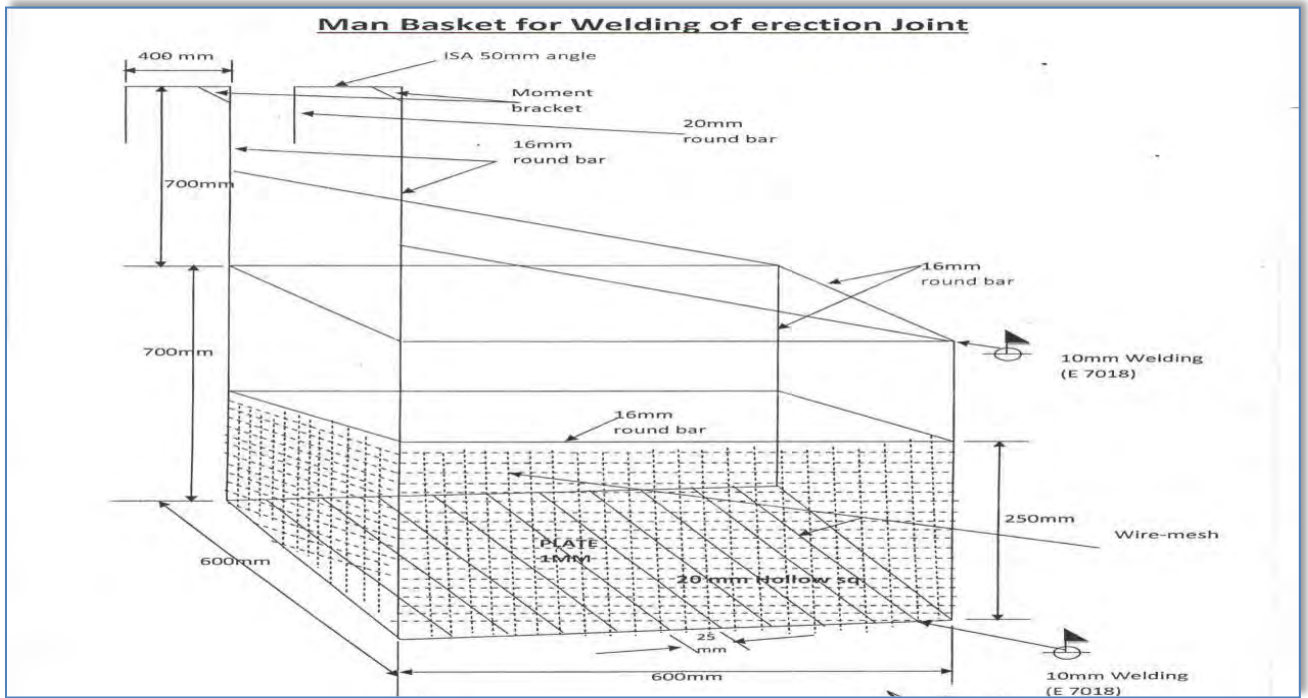 Man Basket for Welding of erection Joint
400 mm
ISA 50mm angle
Moment
bracket
20mm
round bar
16mm
round bar
700mm
16mm
round bar
700mm
10mm Welding
(E 7018)
16mm
round bar
250mm
Wire-mesh
PLATE
1MM
20 mm Hollow sq.
600mm
25
mm
600mm
10mm Welding
(E 7018)